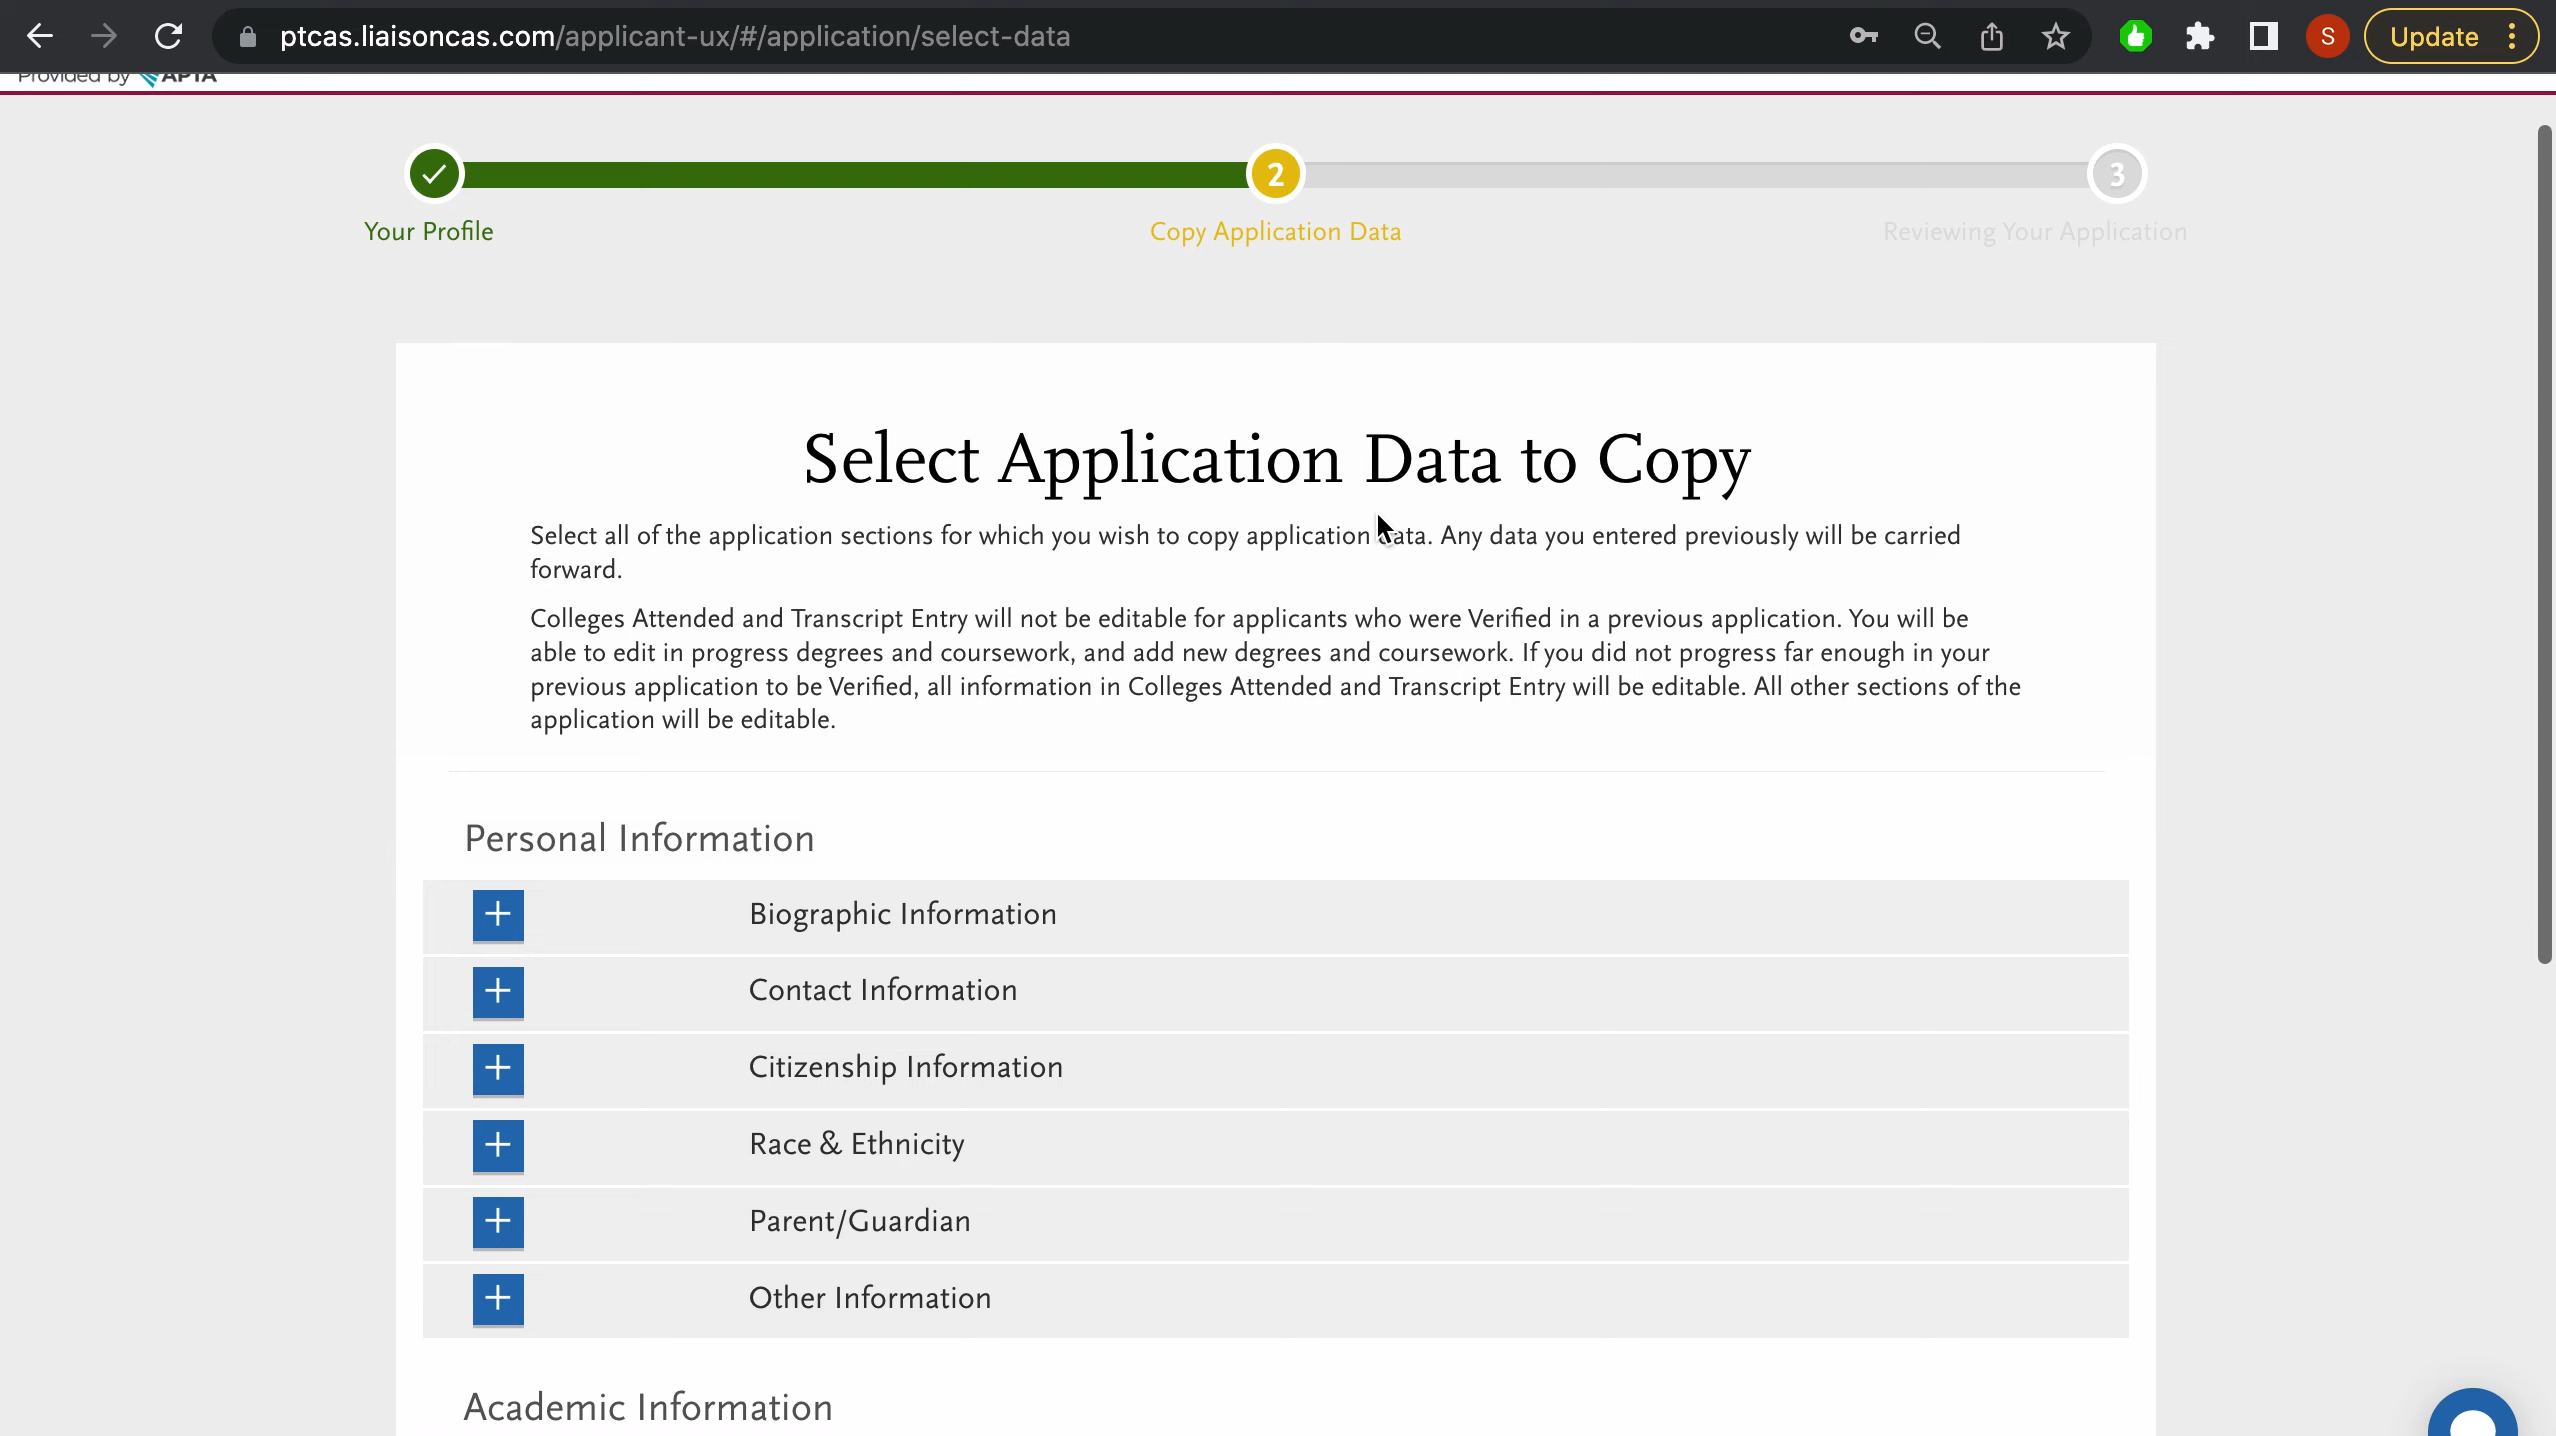 ptcas.liaisoncas.com/applicant-ux/#/application/select-data
S
Update
Provided by APTA
2
3
Your Profile
Copy Application Data
Reviewing Your Application
Select Application Data to Copy
Select all of the application sections for which you wish to copy application data. Any data you entered previously will be carried
forward.
Colleges Attended and Transcript Entry will not be editable for applicants who were Verified in a previous application. You will be
able to edit in progress degrees and coursework, and add new degrees and coursework. If you did not progress far enough in your
previous application to be Verified, all information in Colleges Attended and Transcript Entry will be editable. All other sections of the
application will be editable.
Personal Information
Biographic Information
Contact Information
Citizenship Information
Race & Ethnicity
Parent/Guardian
Other Information
Academic Information